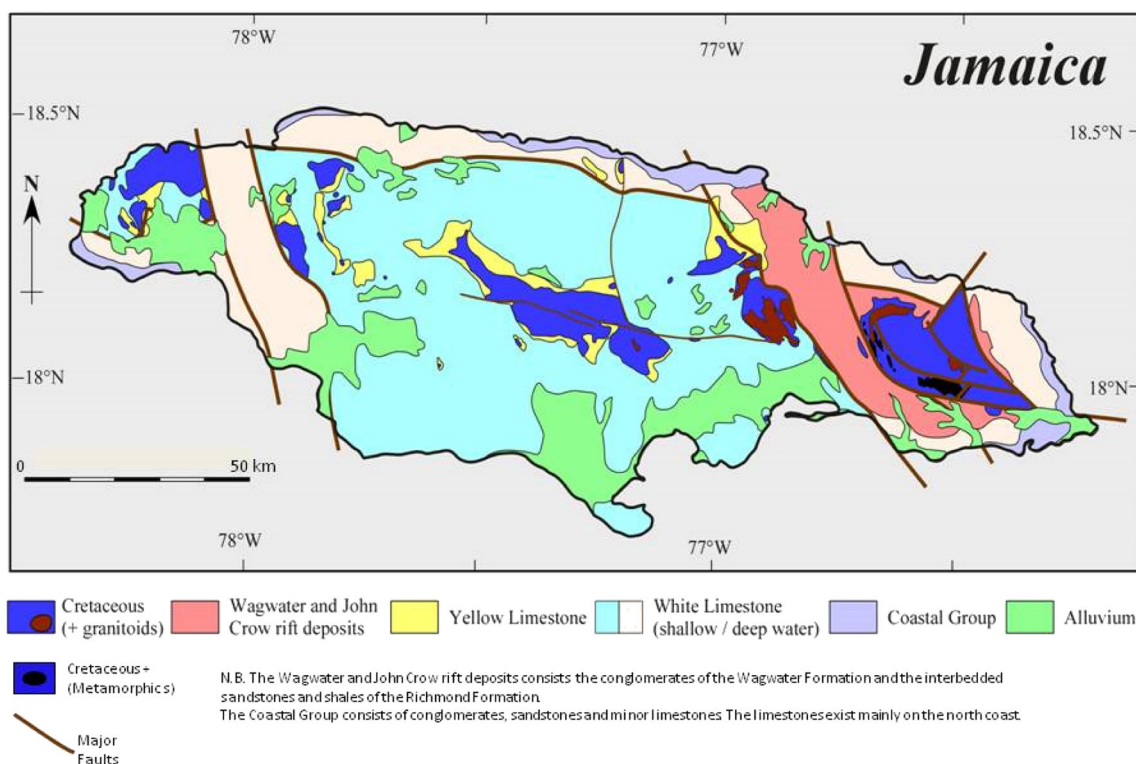 78°W
77°W
Jamaica
18.5°N
18.5°N
N
18°N
18°N
0
50 km
78°W
77°W
Cretaceous
(+ granitoids)
Wagwater and John
Crow rift deposits
Yellow Limestone
White Limestone
(shallow / deep water)
Coastal Group
Alluvium
Cretaceous+
(Metamorphics)
N.B. The Wagwater and John Crow rift deposits consists the conglomerates of the Wagwater Formation and the interbedded
sandstones and shales of the Richmond Formation.
The Coastal Group consists of conglomerates, sandstones and minor limestones. The limestones exist mainly on the north coast.
Major
Faults